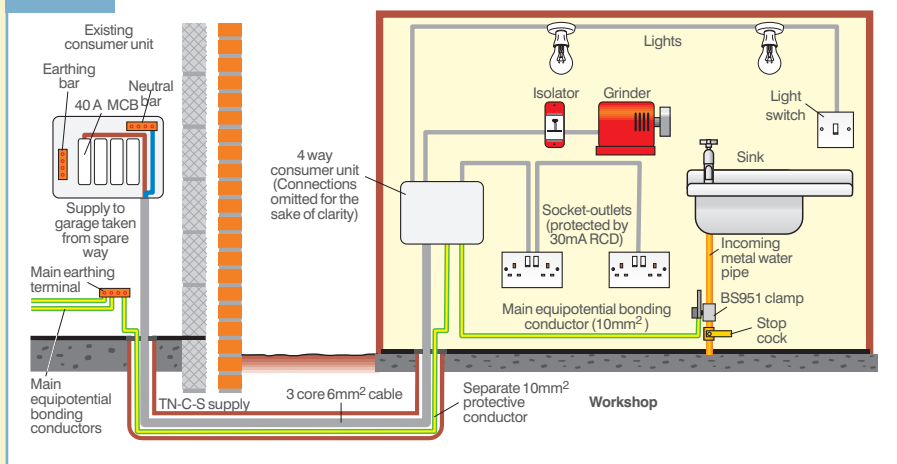 Existing
consumer unit
Earthing
bar
Neutral
bar
40 A MCB
Supply to
garage taken
from spare
way
Main earthing
terminal
Main
equipotential
bonding
conductors
TN-C-S supply
3 core 6mm² cable
4 way
consumer unit
(Connections
omitted for the
sake of clarity)
Lights
Isolator
Grinder
Light
switch
Sink
Socket-outlets
(protected by
30mA RCD)
Incoming
metal water
pipe
Main equipotential bonding
conductor (10mm²)
BS951 clamp
Stop
cock
Separate 10mm²
protective
conductor
Workshop